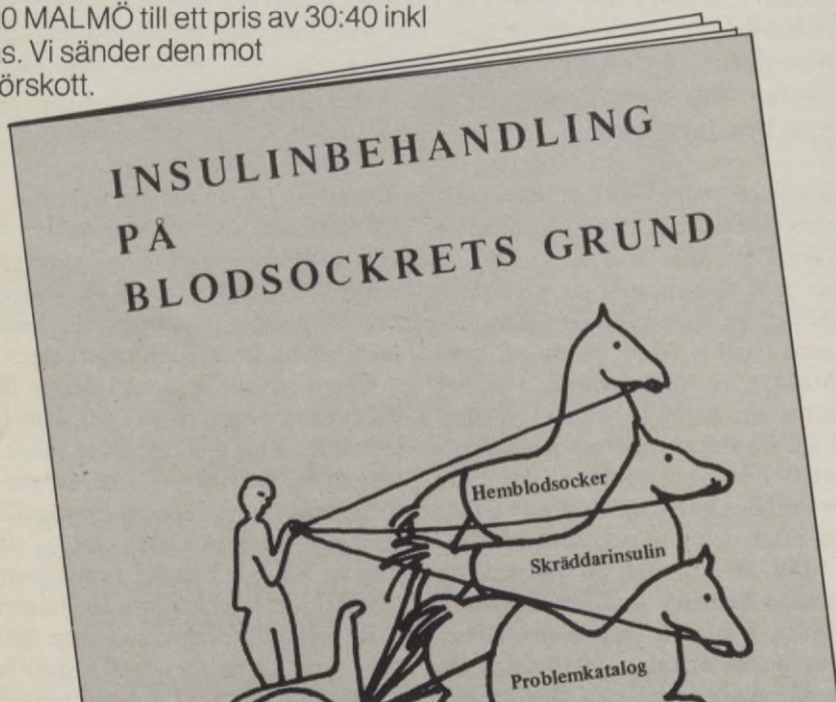 0 MALMÖ till ett pris av 30:40 inkl
s. Vi sänder den mot
örskott.
INSULINBEHANDLING
PÅ
BLODSOCKRETS GRUND
Hemblodsocker
Skräddarinsulin
Problemkatalog